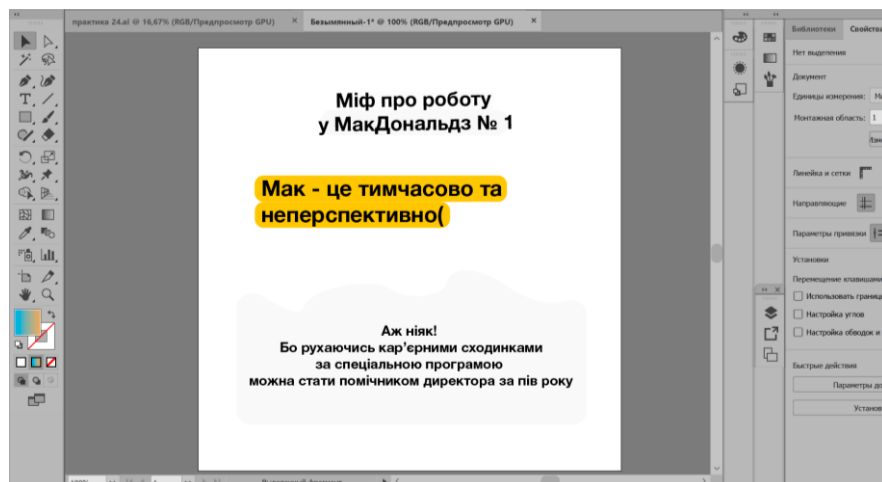 практика 24.ai @ 16,67% (RGB/Предпросмотр GPU) ×
Безымянный-1* @ 100% (RGB/Предпросмотр GPU) ×
Міф про роботу
у МакДональдз № 1
Мак - це тимчасово та
неперспективно(
Аж ніяк!
Бо рухаючись кар’єрними сходинками
за спеціальною програмою
можна стати помічником директора за пів року
Библиотеки Свойства
Нет выделения
Документ
Единицы измерения:
Монтажная область: 1
Линейка и сетки
Направляющие
Параметры привязки
Установки
Перемещение клавишами
Использовать границы
Настройка углов
Настройка обводок и
Быстрые действия
Параметры до
Установ